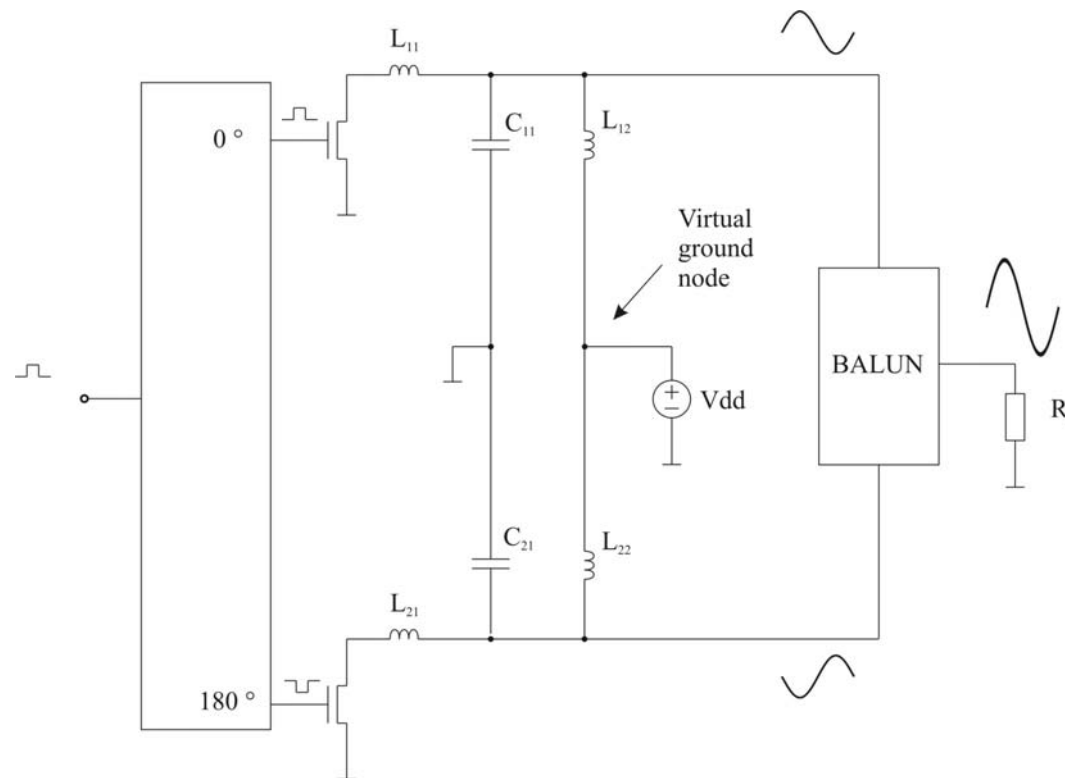 L₁₁
0 °
C₁₁
L₁₂
Virtual
ground
node
BALUN
+
−
Vdd
R
C₂₁
L₂₂
L₂₁
180 °